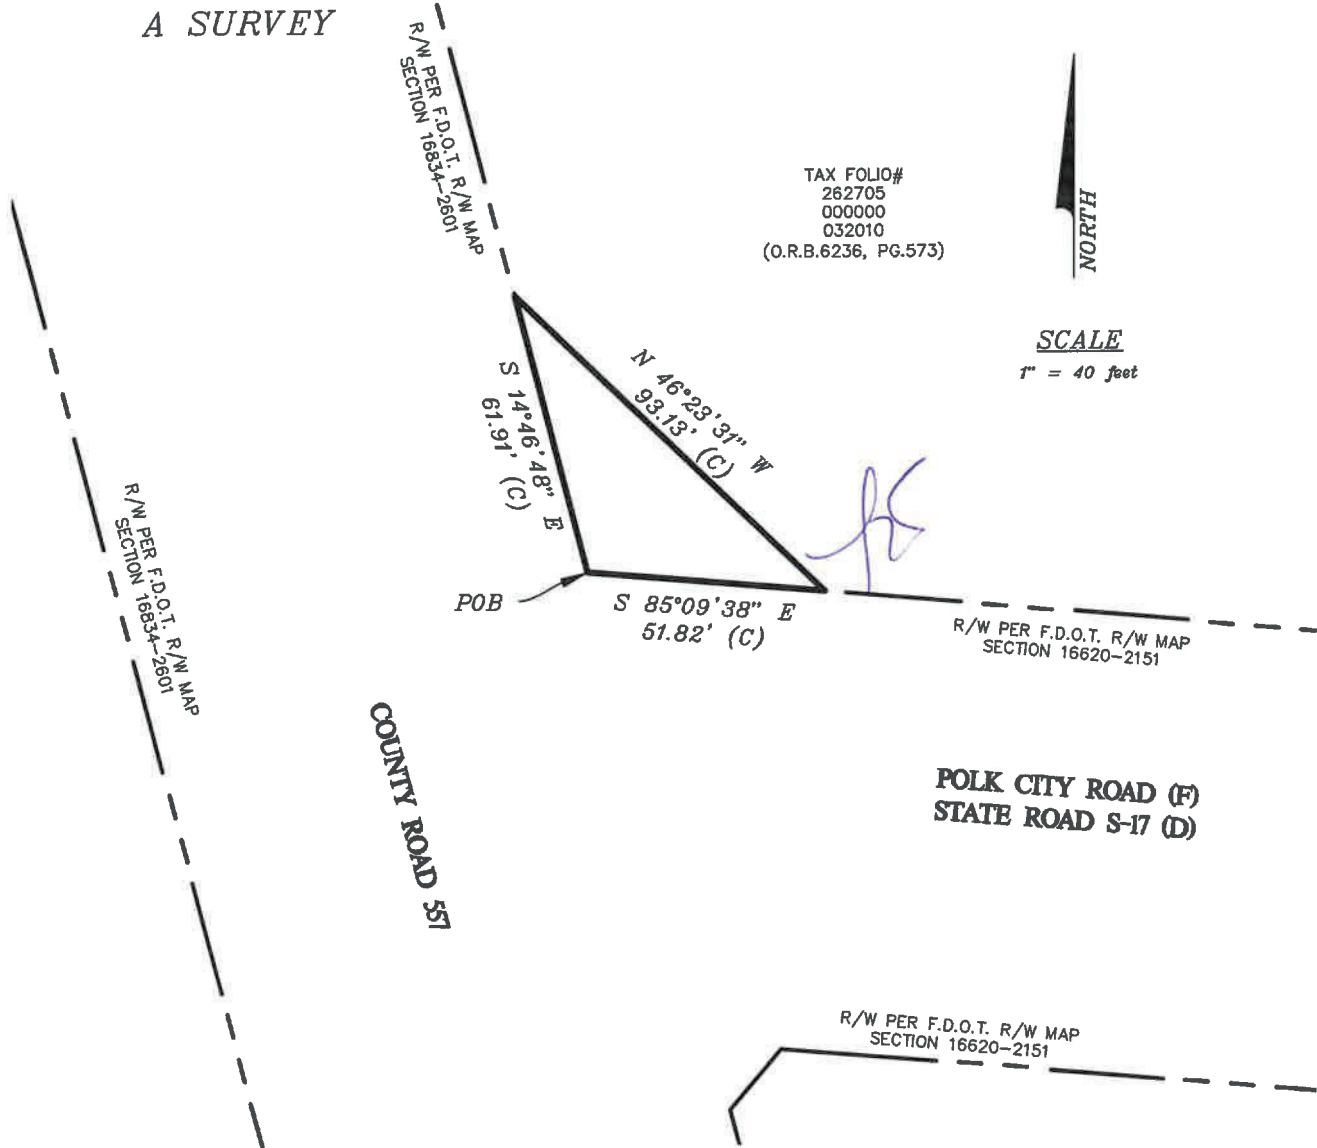 A SURVEY
R/W PER F.D.O.T. R/W MAP
SECTION 16834-2601
TAX FOLIO#
262705
000000
032010
(O.R.B.6236, PG.573)
NORTH
SCALE
1" = 40 feet
N 46°23'31" W
93.13' (C)
S 14°46'48" E
61.91' (C)
R/W PER F.D.O.T. R/W MAP
SECTION 16834-2601
POB
S 85°09'38" E
51.82' (C)
R/W PER F.D.O.T. R/W MAP
SECTION 16620-2151
COUNTY ROAD 557
POLK CITY ROAD (F)
STATE ROAD S-17 (D)
R/W PER F.D.O.T. R/W MAP
SECTION 16620-2151